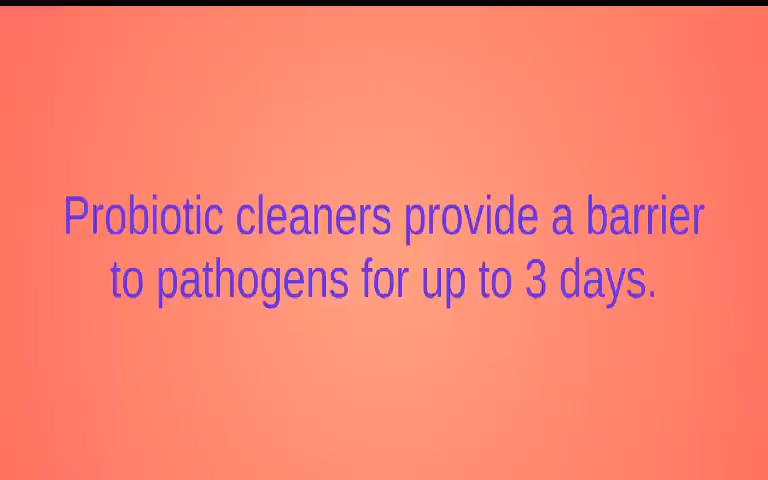 Probiotic cleaners provide a barrier
to pathogens for up to 3 days.